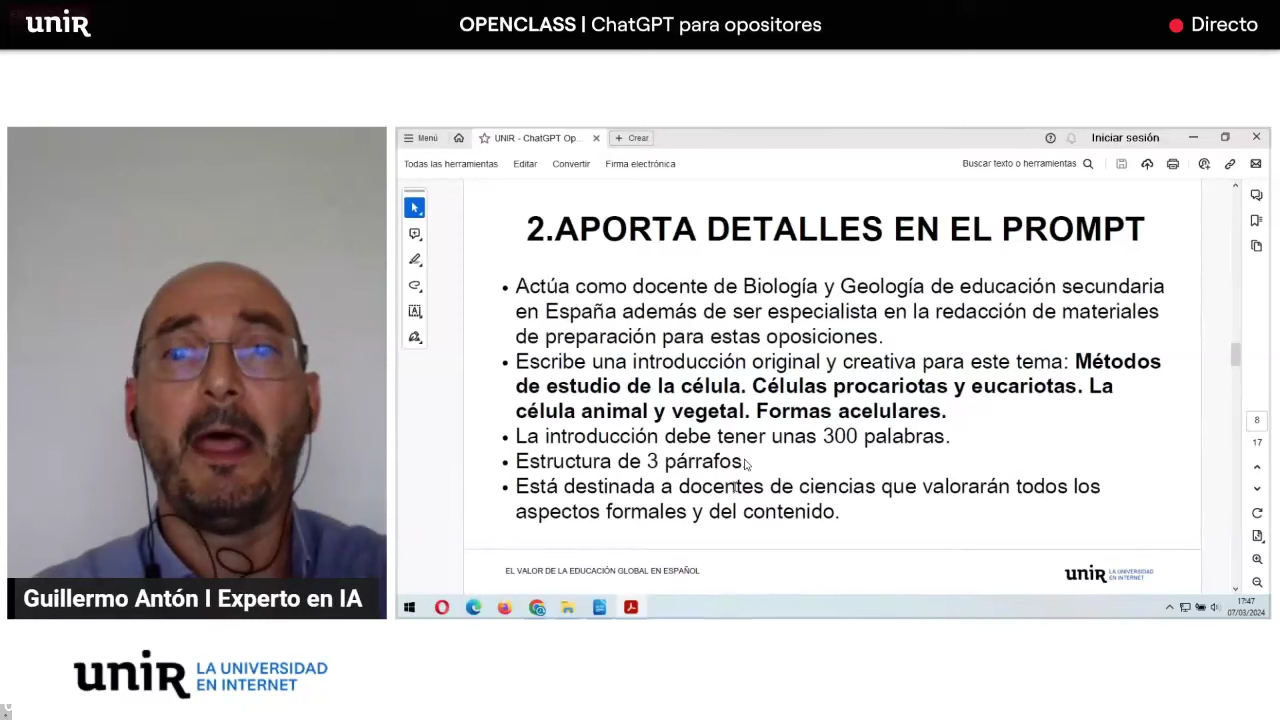 unir
OPENCLASS | ChatGPT para opositores
Directo
Menú
UNIR - ChatGPT Op...
Crear
Iniciar sesión
Todas las herramientas
Editar
Convertir
Firma electrónica
Buscar texto o herramientas
2.APORTA DETALLES EN EL PROMPT
• Actúa como docente de Biología y Geología de educación secundaria
en España además de ser especialista en la redacción de materiales
de preparación para estas oposiciones.
• Escribe una introducción original y creativa para este tema: Métodos
de estudio de la célula. Células procariotas y eucariotas. La
célula animal y vegetal. Formas acelulares.
• La introducción debe tener unas 300 palabras.
• Estructura de 3 párrafos.
• Está destinada a docentes de ciencias que valorarán todos los
aspectos formales y del contenido.
8
17
EL VALOR DE LA EDUCACIÓN GLOBAL EN ESPAÑOL
unir LA UNIVERSIDAD
EN INTERNET
17:47
07/03/2024
Guillermo Antón I Experto en IA
unir LA UNIVERSIDAD
EN INTERNET